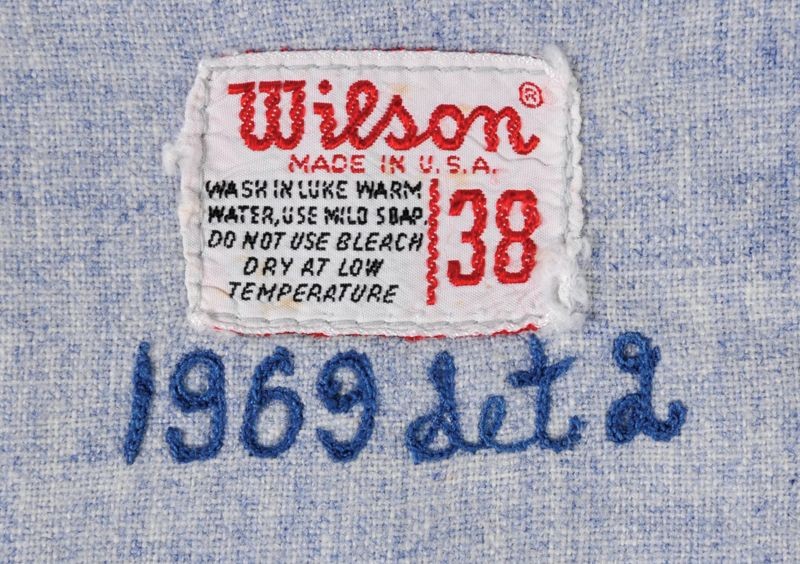 Wilson®
MADE IN U.S.A.
WASH IN LUKE WARM
WATER, USE MILD SOAP.
DO NOT USE BLEACH
DRY AT LOW
TEMPERATURE
38
1969 det 2